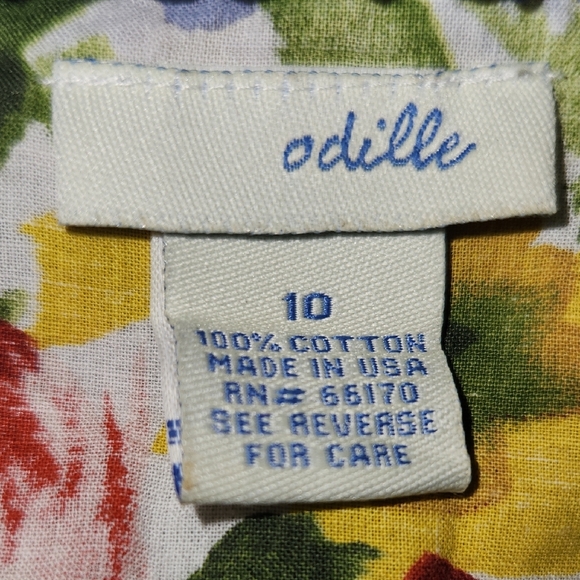 odille
10
100% COTTON
MADE IN USA
RN# 66170
SEE REVERSE
FOR CARE